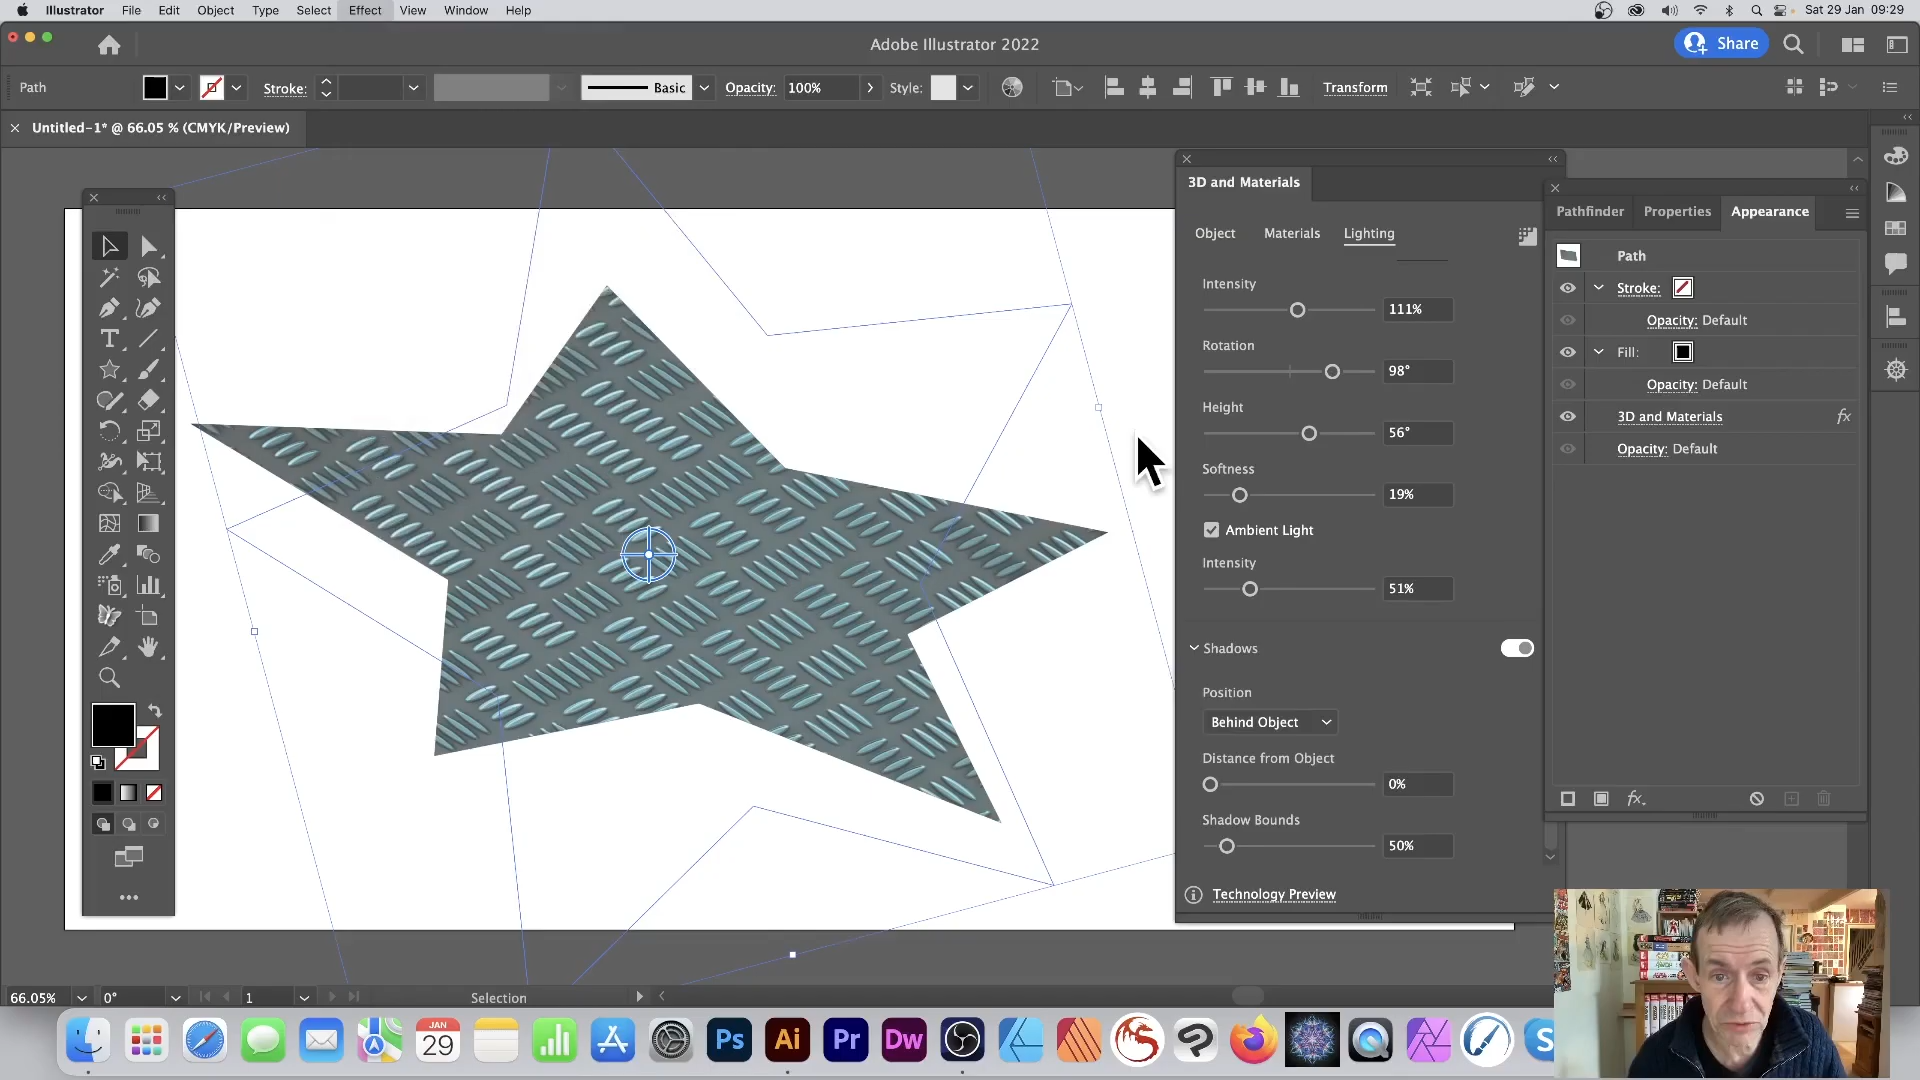 Illustrator File Edit Object Type Select Effect View Window Help
Sat 29 Jan 09:29
Adobe Illustrator 2022
Share
Path
Stroke:
Basic
Opacity: 100%
Style:
Transform
Untitled-1* @ 66.05 % (CMYK/Preview)
3D and Materials
Object Materials Lighting
Intensity
111%
Rotation
98°
Height
56°
Softness
19%
Ambient Light
Intensity
51%
Shadows
Position
Behind Object
Distance from Object
0%
Shadow Bounds
50%
Technology Preview
Pathfinder Properties Appearance
Path
Stroke:
Opacity: Default
Fill:
Opacity: Default
3D and Materials fx
Opacity: Default
fx
T
66.05% 0° 1 Selection
JAN
29
Ps
Ai
Pr
Dw
S